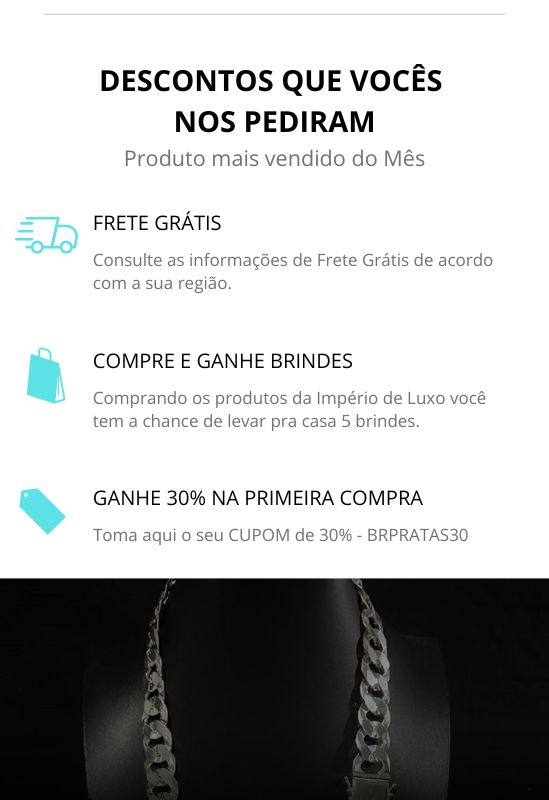 DESCONTOS QUE VOCÊS
NOS PEDIRAM
Produto mais vendido do Mês
FRETE GRÁTIS
Consulte as informações de Frete Grátis de acordo
com a sua região.
COMPRE E GANHE BRINDES
Comprando os produtos da Império de Luxo você
tem a chance de levar pra casa 5 brindes.
GANHE 30% NA PRIMEIRA COMPRA
Toma aqui o seu CUPOM de 30% - BRPRATAS30